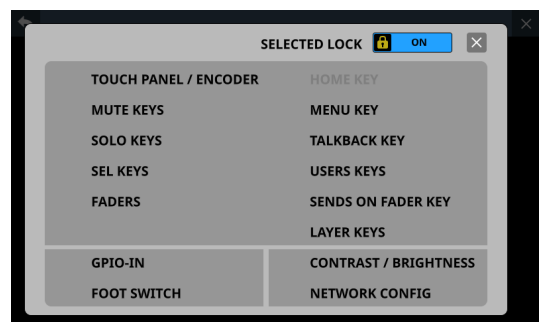 SELECTED LOCK ON
TOUCH PANEL / ENCODER
HOME KEY
MUTE KEYS
MENU KEY
SOLO KEYS
TALKBACK KEY
SEL KEYS
USERS KEYS
FADERS
SENDS ON FADER KEY
LAYER KEYS
GPIO-IN
CONTRAST / BRIGHTNESS
FOOT SWITCH
NETWORK CONFIG